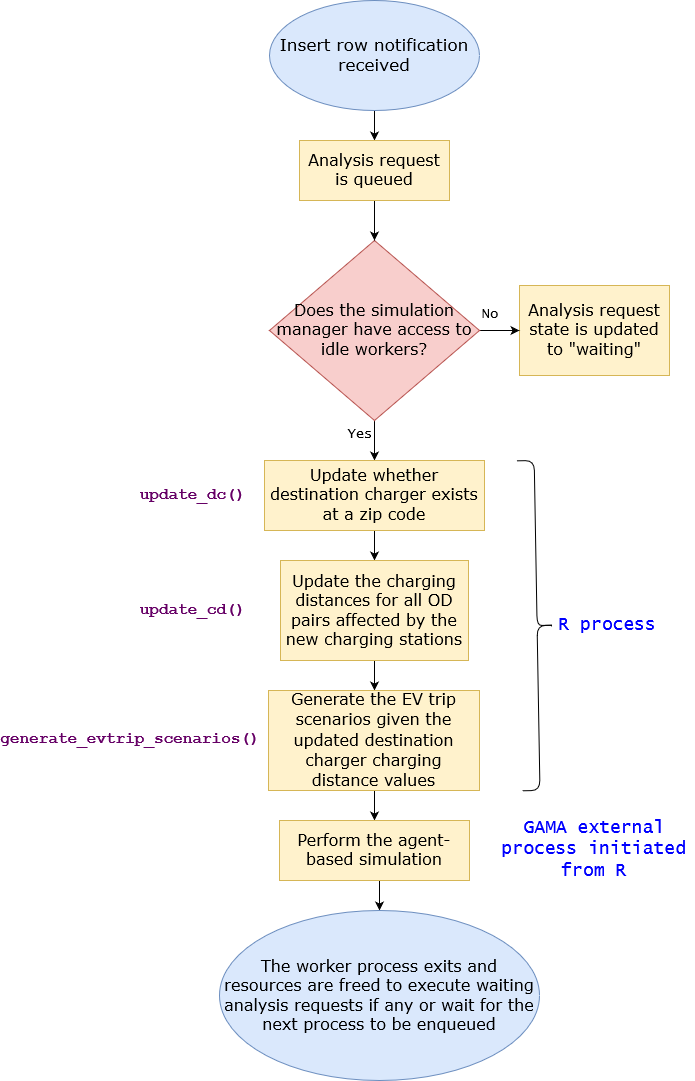 Insert row notification
received
Analysis request
is queued
Does the simulation
manager have access to
idle workers?
No
Analysis request
state is updated
to "waiting"
Yes
update_dc()
Update whether
destination charger exists
at a zip code
update_cd()
Update the charging
distances for all OD
pairs affected by the
new charging stations
R process
generate_evtrip_scenarios()
Generate the EV trip
scenarios given the
updated destination
charger charging
distance values
Perform the agent-
based simulation
GAMA external
process initiated
from R
The worker process exits and
resources are freed to execute waiting
analysis requests if any or wait for the
next process to be enqueued